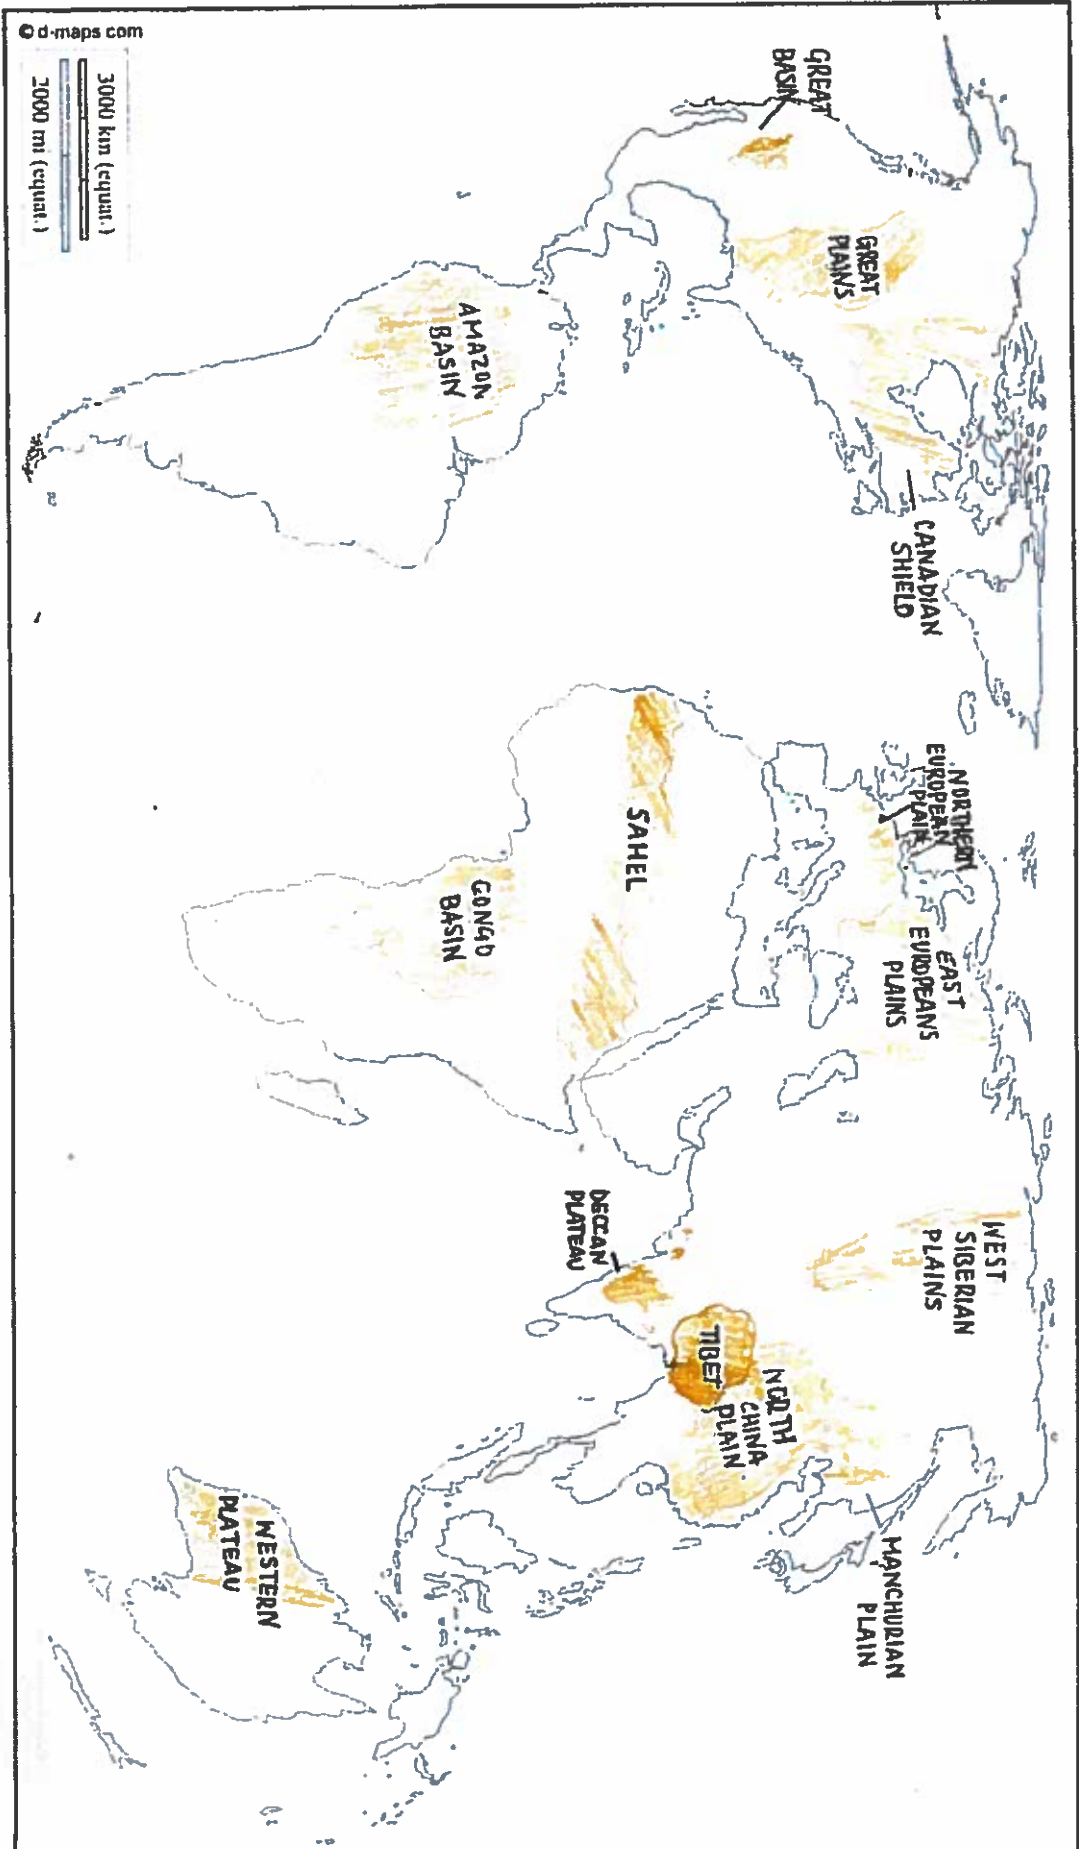 ©d-maps.com
3000 km (equat.)
2000 mi (equat.)
GREAT
BASIN
GREAT
PLAINS
CANADIAN
SHIELD
AMAZON
BASIN
NORTHERN
EUROPEAN
PLAIN
EAST
EUROPEANS
PLAINS
SAHEL
CONGO
BASIN
WEST
SIBERIAN
PLAINS
DECCAN
PLATEAU
TIBET
NORTH
CHINA
PLAIN
MANCHURIAN
PLAIN
WESTERN
PLATEAU